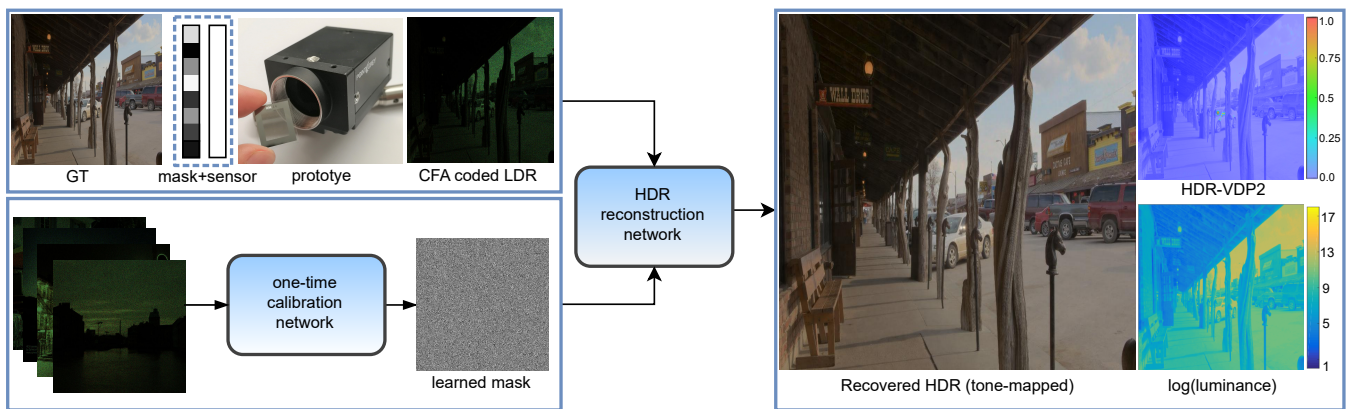 GT
mask+sensor
prototye
CFA coded LDR
one-time
calibration
network
learned mask
HDR
reconstruction
network
WALL DRUG
Recovered HDR (tone-mapped)
1.0
0.75
0.5
0.25
0.0
HDR-VDP2
17
13
9
5
1
log(luminance)